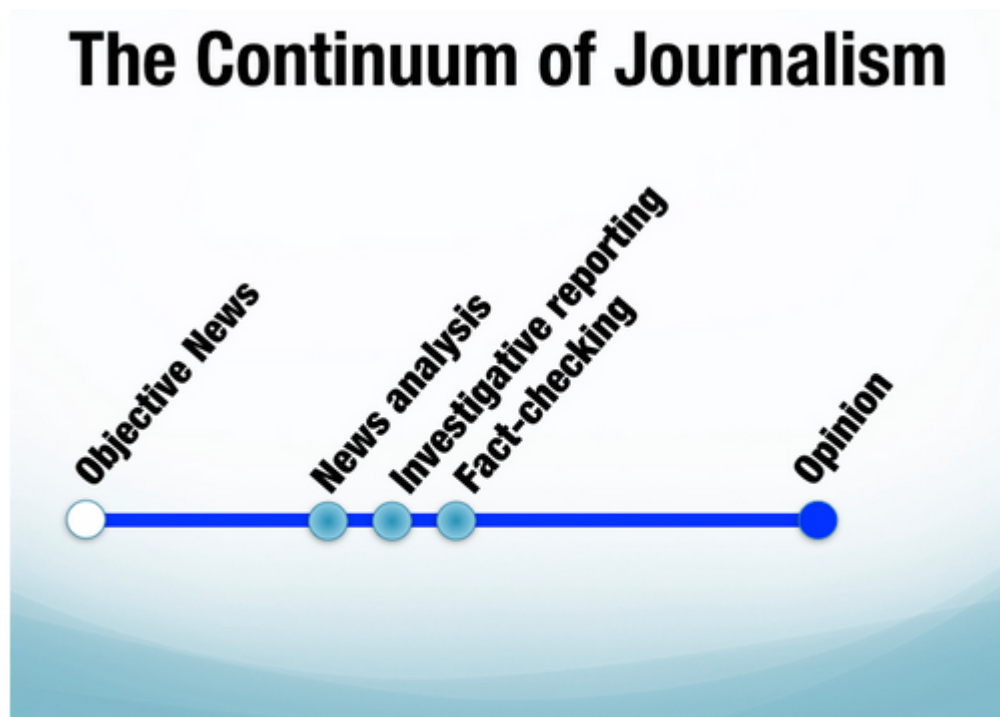 The Continuum of Journalism
Objective News
News analysis
Investigative reporting
Fact-checking
Opinion